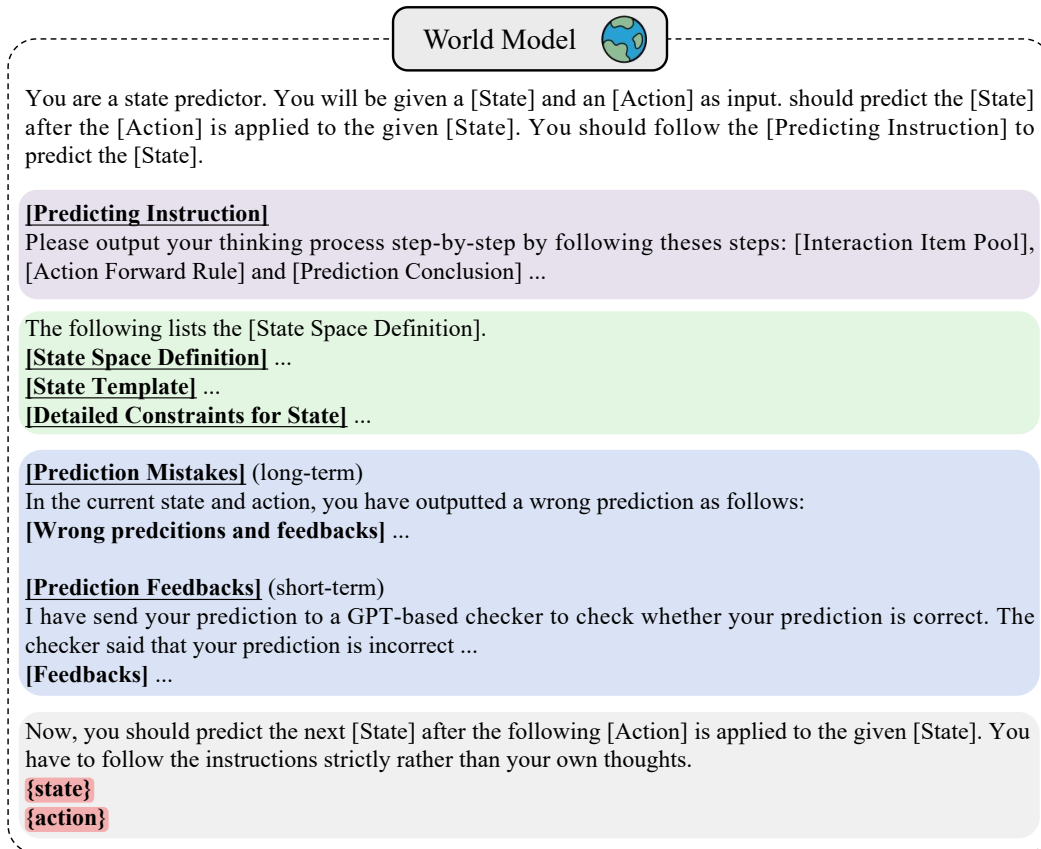 World Model
You are a state predictor. You will be given a [State] and an [Action] as input. should predict the [State]
after the [Action] is applied to the given [State]. You should follow the [Predicting Instruction] to
predict the [State].
[Predicting Instruction]
Please output your thinking process step-by-step by following theses steps: [Interaction Item Pool],
[Action Forward Rule] and [Prediction Conclusion] ...
The following lists the [State Space Definition].
[State Space Definition] ...
[State Template] ...
[Detailed Constraints for State] ...
[Prediction Mistakes] (long-term)
In the current state and action, you have outputted a wrong prediction as follows:
[Wrong predcitions and feedbacks] ...
[Prediction Feedbacks] (short-term)
I have send your prediction to a GPT-based checker to check whether your prediction is correct. The
checker said that your prediction is incorrect ...
[Feedbacks] ...
Now, you should predict the next [State] after the following [Action] is applied to the given [State]. You
have to follow the instructions strictly rather than your own thoughts.
{state}
{action}